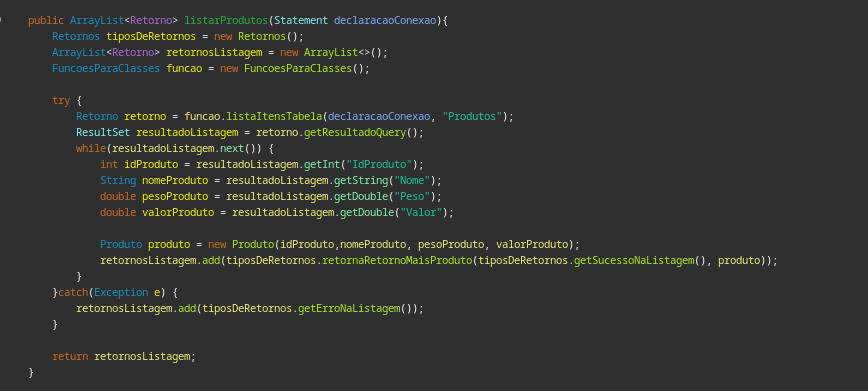 public ArrayList<Retorno> listarProdutos(Statement declaracaoConexao){
Retornos tiposDeRetornos = new Retornos();
ArrayList<Retorno> retornosListagem = new ArrayList<>();
FuncoesParaClasses funcao = new FuncoesParaClasses();
try {
Retorno retorno = funcao.listaItensTabela(declaracaoConexao, "Produtos");
ResultSet resultadoListagem = retorno.getResultadoQuery();
while(resultadoListagem.next()) {
int idProduto = resultadoListagem.getInt("IdProduto");
String nomeProduto = resultadoListagem.getString("Nome");
double pesoProduto = resultadoListagem.getDouble("Peso");
double valorProduto = resultadoListagem.getDouble("Valor");
Produto produto = new Produto(idProduto,nomeProduto, pesoProduto, valorProduto);
retornosListagem.add(tiposDeRetornos.retornaRetornoMaisProduto(tiposDeRetornos.getSucessoNaListagem(), produto));
}
}catch(Exception e) {
retornosListagem.add(tiposDeRetornos.getErroNaListagem());
}
return retornosListagem;
}